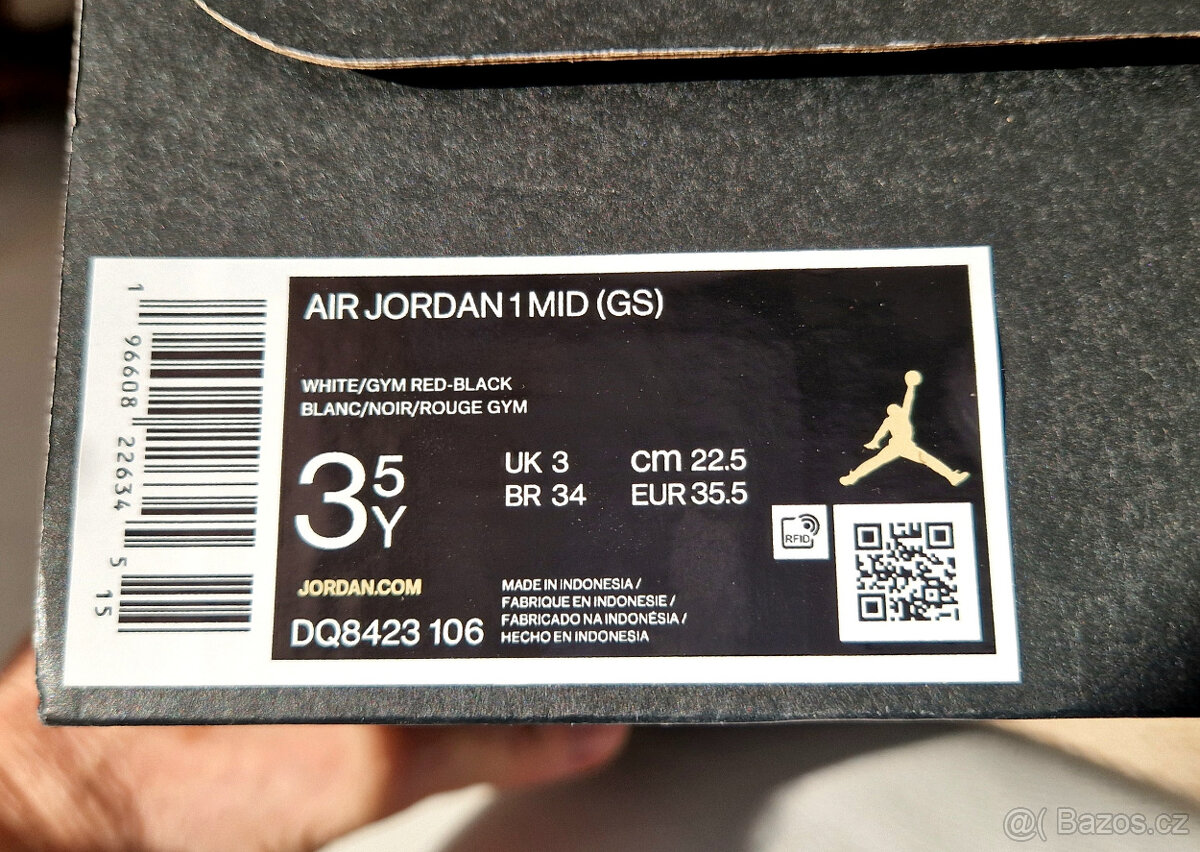 AIR JORDAN 1 MID (GS)
WHITE/GYM RED-BLACK
BLANC/NOIR/ROUGE GYM
3 5 Y
UK 3 cm 22.5
BR 34 EUR 35.5
RFID
JORDAN.COM
DQ8423 106
MADE IN INDONESIA /
FABRIQUE EN INDONESIE /
FABRICADO NA INDONÉSIA /
HECHO EN INDONESIA
1 96608 22634 5 15
@( Bazos.cz